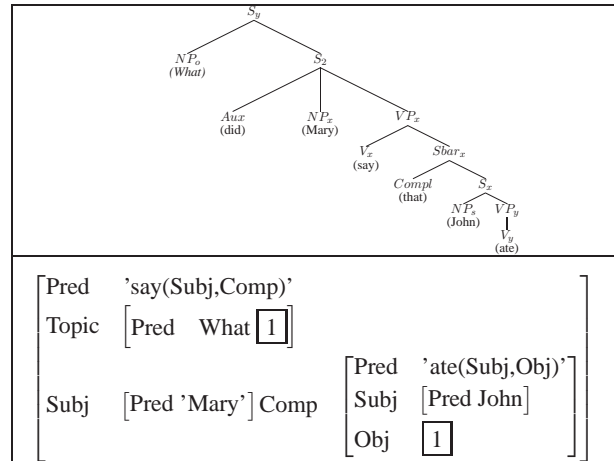 S_y
NP_o S_2
(What)
Aux NP_x VP_x
(did) (Mary)
V_x Sbar_x
(say)
Compl S_x
(that)
NP_s VP_y
(John)
V_y
(ate)
Pred 'say(Subj,Comp)'
Topic [Pred What 1]
Pred 'ate(Subj,Obj)'
Subj [Pred 'Mary'] Comp Subj [Pred John]
Obj 1